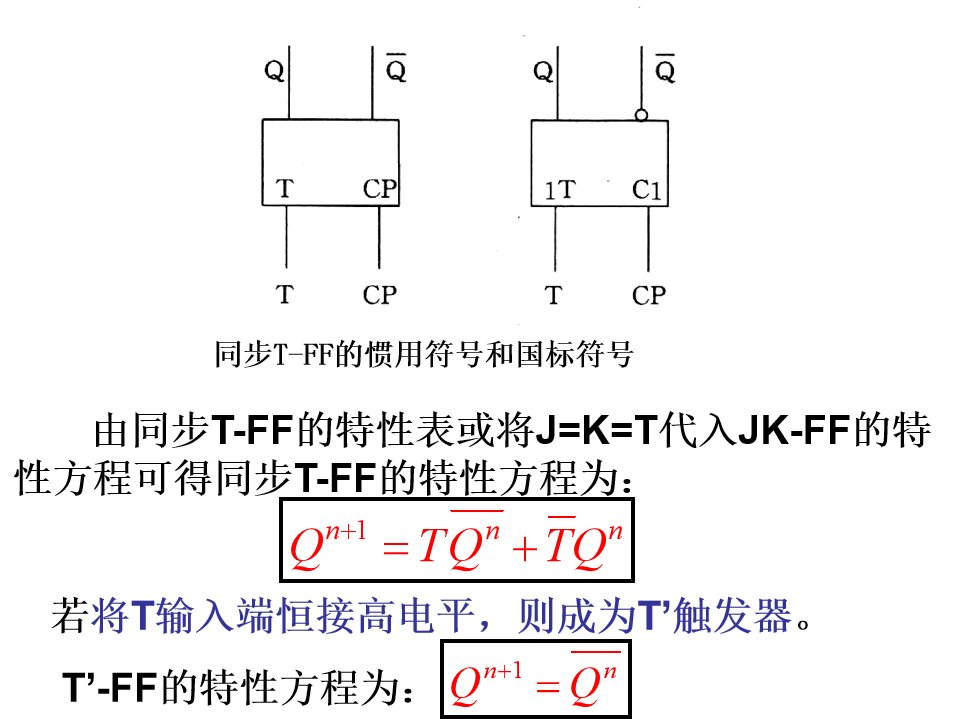 Q Q̅ Q Q̅
T CP 1T C1
T CP T CP
同步T-FF的惯用符号和国标符号
由同步T-FF的特性表或将J=K=T代入JK-FF的特
性方程可得同步T-FF的特性方程为：
$Q^{n+1} = T\overline{Q^n} + \overline{T}Q^n$
若将T输入端恒接高电平，则成为T’触发器。
T’-FF的特性方程为： $Q^{n+1} = \overline{Q^n}$